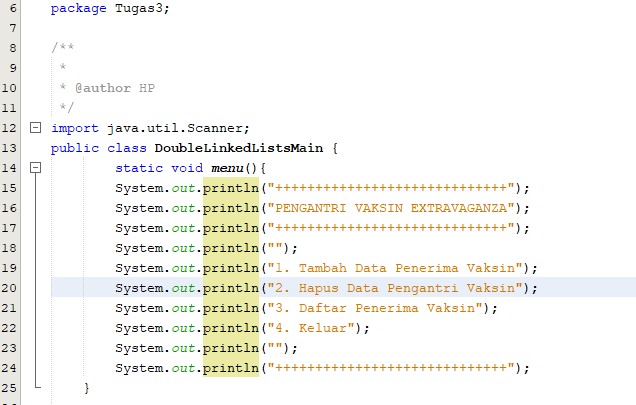 6 package Tugas3;
7
8 /**
9 *
10 * @author HP
11 */
12 import java.util.Scanner;
13 public class DoubleLinkedListsMain {
14 static void menu(){
15 System.out.println("+++++++++++++++++++++++++++++");
16 System.out.println("PENGANTRI VAKSIN EXTRAVAGANZA");
17 System.out.println("+++++++++++++++++++++++++++++");
18 System.out.println("");
19 System.out.println("1. Tambah Data Penerima Vaksin");
20 System.out.println("2. Hapus Data Pengantri Vaksin");
21 System.out.println("3. Daftar Penerima Vaksin");
22 System.out.println("4. Keluar");
23 System.out.println("");
24 System.out.println("+++++++++++++++++++++++++++++");
25 }